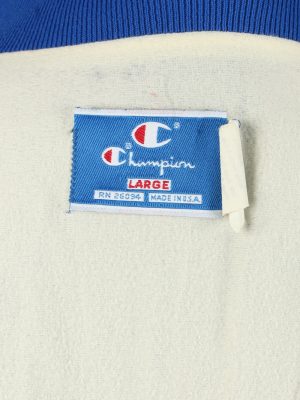 Champion
LARGE
RN 26094 MADE IN U.S.A.